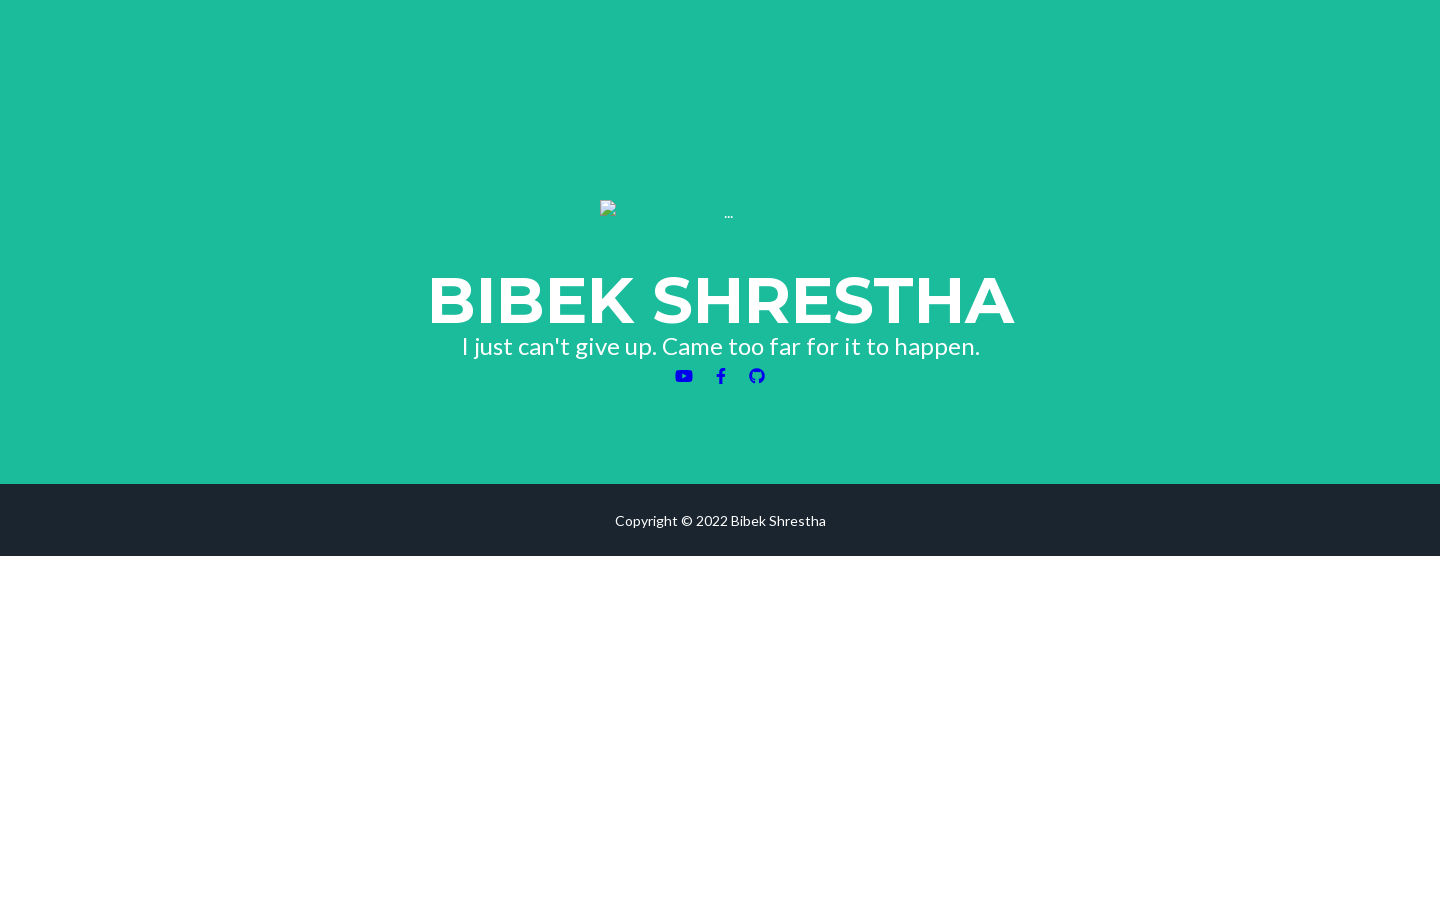 ...
BIBEK SHRESTHA
I just can't give up. Came too far for it to happen.
Copyright © 2022 Bibek Shrestha